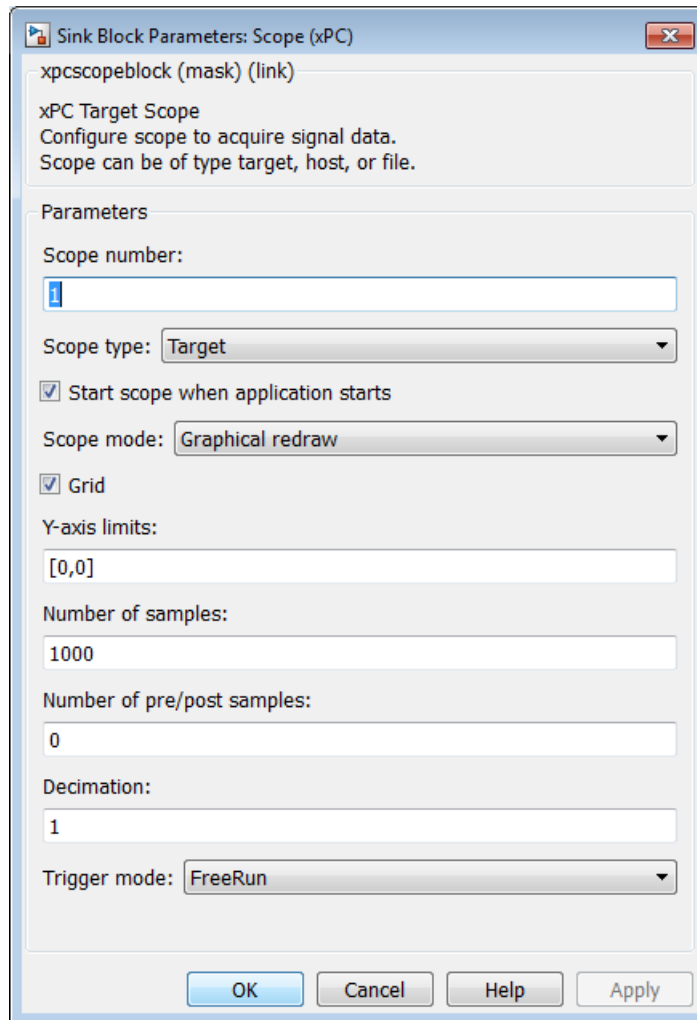 Sink Block Parameters: Scope (xPC)
xpcscopeblock (mask) (link)
xPC Target Scope
Configure scope to acquire signal data.
Scope can be of type target, host, or file.
Parameters
Scope number:
1
Scope type: Target
Start scope when application starts
Scope mode: Graphical redraw
Grid
Y-axis limits:
[0,0]
Number of samples:
1000
Number of pre/post samples:
0
Decimation:
1
Trigger mode: FreeRun
OK Cancel Help Apply